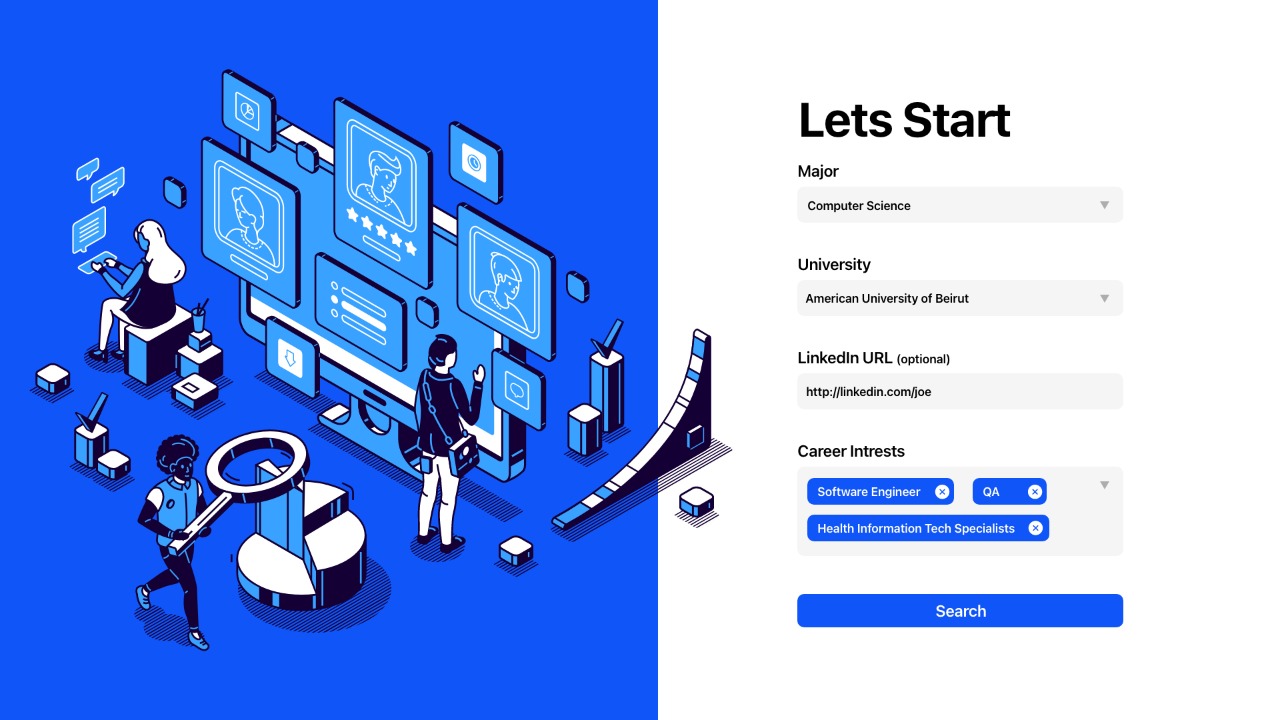 Lets Start
Major
Computer Science
University
American University of Beirut
LinkedIn URL (optional)
http://linkedin.com/joe
Career Intrests
Software Engineer
QA
Health Information Tech Specialists
Search